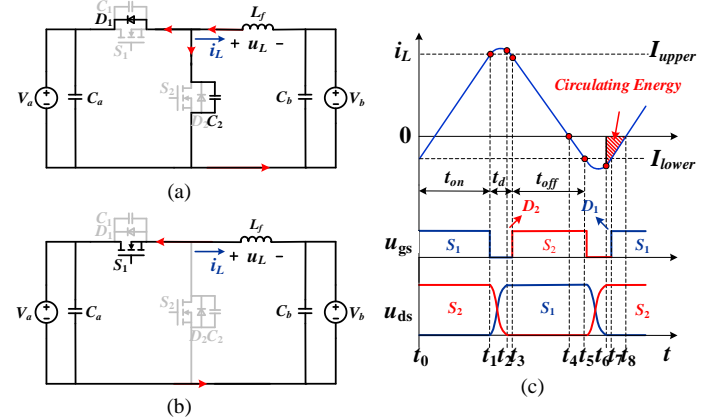 C1
D1
S1
Lf
iL + uL −
Va
Ca
S2
D2
C2
Cb
Vb
(a)
C1
D1
S1
Lf
iL + uL −
Va
Ca
S2
D2C2
Cb
Vb
(b)
iL
Iupper
Circulating Energy
0
Ilower
ton
td
toff
D2
D1
ugs
S1
S2
S1
uds
S2
S1
S2
t0 t1 t2 t3 t4 t5 t6 t7 t8 t
(c)